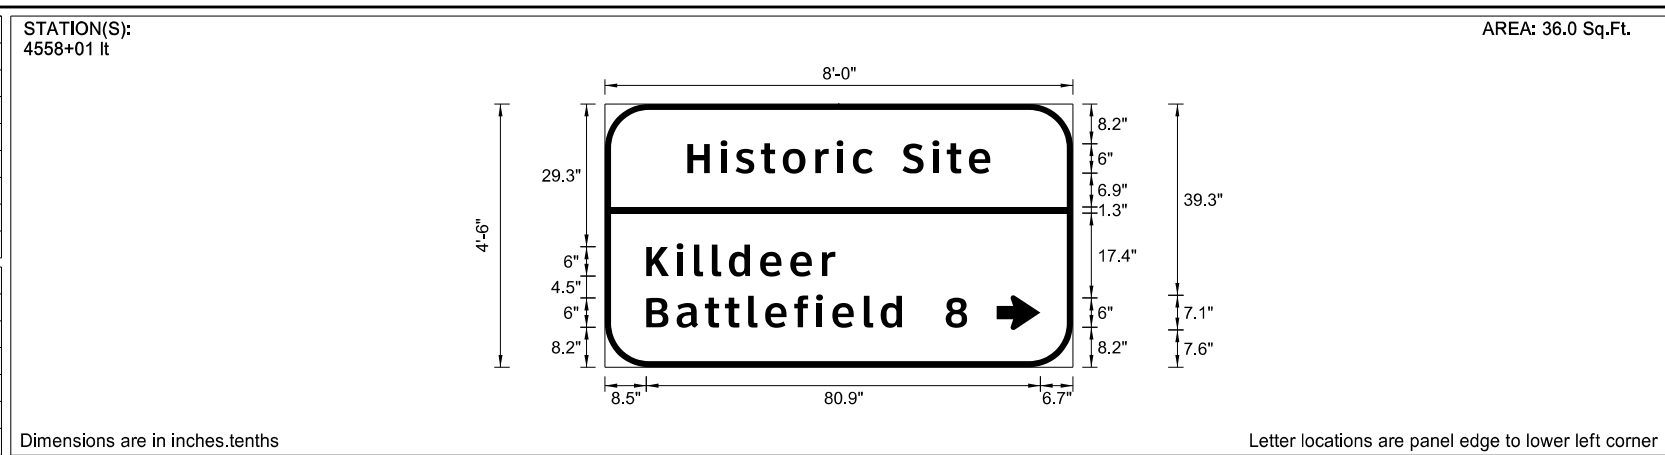 STATION(S):
4558+01 lt
AREA: 36.0 Sq.Ft.
8'-0"
4'-6"
29.3"
6"
4.5"
6"
8.2"
Historic Site
Killdeer
Battlefield 8
8.2"
6"
6.9"
1.3"
17.4"
6"
8.2"
39.3"
7.1"
7.6"
8.5"
80.9"
6.7"
Dimensions are in inches.tenths
Letter locations are panel edge to lower left corner